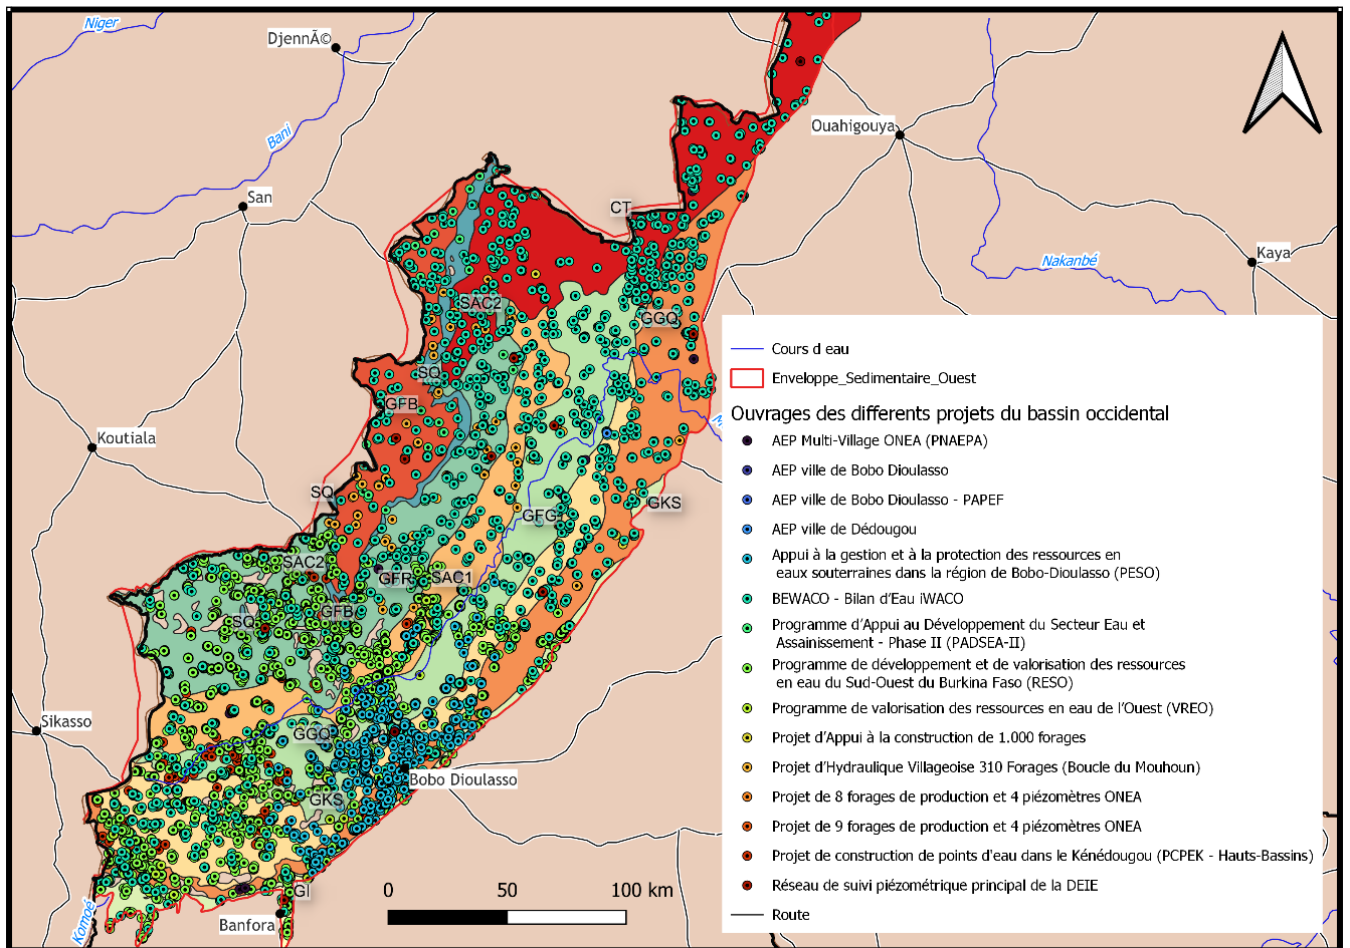 Niger
DjennÃ©
Bani
Ouahigouya
San
CT
Kaya
Nakanbé
SAC2
GGQ
SQ
GFB
Koutiala
SQ
GKS
GFG
SAC2
GFR
SAC1
GFB
SQ
Sikasso
GGQ
Bobo Dioulasso
GKS
GI
Banfora
Komoé
0 50 100 km
Cours d eau
Enveloppe_Sedimentaire_Ouest
Ouvrages des differents projets du bassin occidental
AEP Multi-Village ONEA (PNAEPA)
AEP ville de Bobo Dioulasso
AEP ville de Bobo Dioulasso - PAPEF
AEP ville de Dédougou
Appui à la gestion et à la protection des ressources en
eaux souterraines dans la région de Bobo-Dioulasso (PESO)
BEWACO - Bilan d'Eau iWACO
Programme d'Appui au Développement du Secteur Eau et
Assainissement - Phase II (PADSEA-II)
Programme de développement et de valorisation des ressources
en eau du Sud-Ouest du Burkina Faso (RESO)
Programme de valorisation des ressources en eau de l'Ouest (VREO)
Projet d'Appui à la construction de 1.000 forages
Projet d'Hydraulique Villageoise 310 Forages (Boucle du Mouhoun)
Projet de 8 forages de production et 4 piézomètres ONEA
Projet de 9 forages de production et 4 piézomètres ONEA
Projet de construction de points d'eau dans le Kénédougou (PCPEK - Hauts-Bassins)
Réseau de suivi piézométrique principal de la DEIE
Route